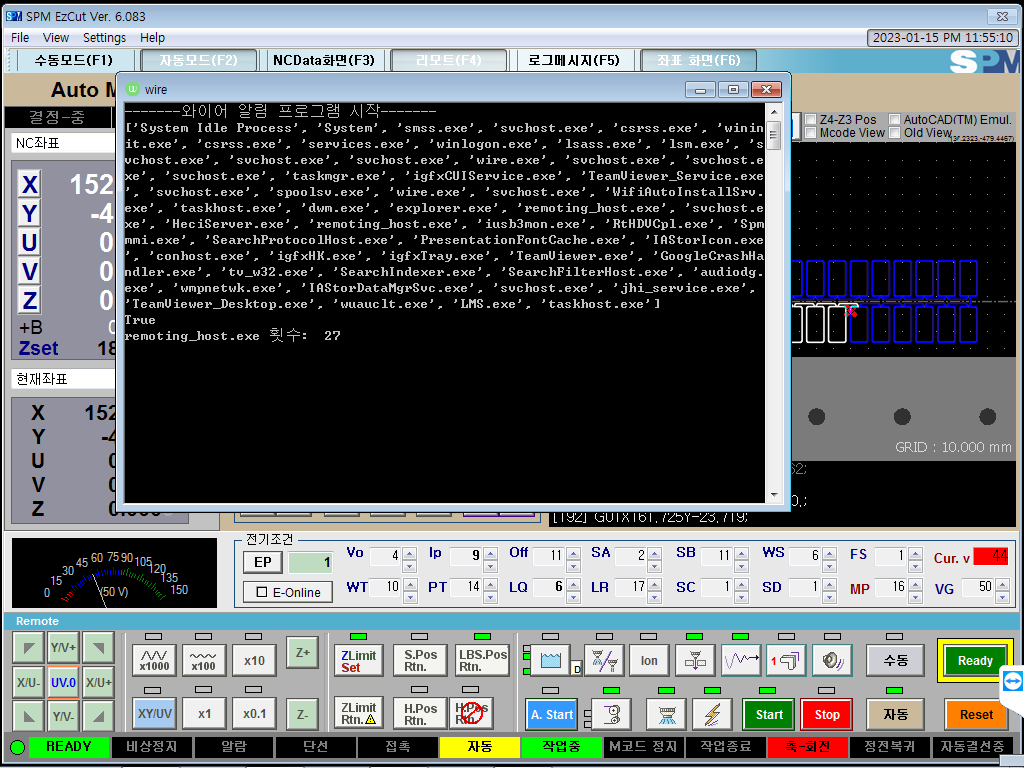 SPM EzCut Ver. 6.083
File View Settings Help
2023-01-15 PM 11:55:10
수동모드(F1) 자동모드(F2) NCData화면(F3) 리모트(F4) 로그메시지(F5) 좌표 화면(F6)
SPM
Auto M
결정-중
NC좌표
X 152
Y -4
U 0
V 0
Z 0
+B 0
Zset 18
현재좌표
X 152
Y -4
U 0
V 0
Z 0.000
wire
-------와이어 알림 프로그램 시작-------
['System Idle Process', 'System', 'smss.exe', 'svchost.exe', 'csrss.exe', 'winin
it.exe', 'csrss.exe', 'services.exe', 'winlogon.exe', 'lsass.exe', 'lsm.exe', 's
vchost.exe', 'svchost.exe', 'svchost.exe', 'wire.exe', 'svchost.exe', 'svchost.e
xe', 'svchost.exe', 'taskmgr.exe', 'igfxCUIService.exe', 'TeamViewer_Service.exe
', 'svchost.exe', 'spoolsv.exe', 'wire.exe', 'svchost.exe', 'WifiAutoInstallSrv.
exe', 'taskhost.exe', 'dwm.exe', 'explorer.exe', 'remoting_host.exe', 'svchost.e
xe', 'HeciServer.exe', 'remoting_host.exe', 'iusb3mon.exe', 'RtHDVCpl.exe', 'Spm
mmi.exe', 'SearchProtocolHost.exe', 'PresentationFontCache.exe', 'IAStorIcon.exe
', 'conhost.exe', 'igfxHK.exe', 'igfxTray.exe', 'TeamViewer.exe', 'GoogleCrashHa
ndler.exe', 'tv_w32.exe', 'SearchIndexer.exe', 'SearchFilterHost.exe', 'audiodg.
exe', 'wmpnetwk.exe', 'IAStorDataMgrSvc.exe', 'svchost.exe', 'jhi_service.exe',
'TeamViewer_Desktop.exe', 'wuauclt.exe', 'LMS.exe', 'taskhost.exe']
True
remoting_host.exe 횟수: 27
Z4-Z3 Pos AutoCAD(TM) Emul.
Mcode View Old View
GRID : 10.000 mm
[192] G01X161.725Y-23.719;
전기조건
EP 1 Vo 4 Ip 9 Off 11 SA 2 SB 11 WS 6 FS 1 Cur. v 44
E-Online WT 10 PT 14 LQ 6 LR 17 SC 1 SD 1 MP 16 VG 50
0 15 30 45 60 75 90 105 120 135 150
(50 V)
Remote
Y/V+ x1000 x100 x10 Z+ ZLimit Set S.Pos Rtn. LBS.Pos Rtn. D Ion 1 수동 Ready
X/U- UV.0 X/U+
Y/V- XY/UV x1 x0.1 Z- ZLimit Rtn. H.Pos Rtn. H.Pos Rtn. A. Start Start Stop 자동 Reset
READY 비상정지 알람 단선 접촉 자동 작업중 M코드 정지 작업종료 축-회전 정전복귀 자동결선중